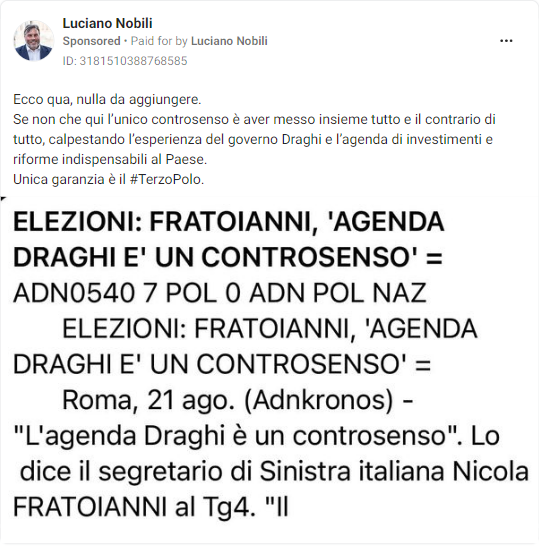 Luciano Nobili
Sponsored • Paid for by Luciano Nobili
ID: 3181510388768585
Ecco qua, nulla da aggiungere.
Se non che qui l'unico controsenso è aver messo insieme tutto e il contrario di
tutto, calpestando l'esperienza del governo Draghi e l'agenda di investimenti e
riforme indispensabili al Paese.
Unica garanzia è il #TerzoPolo.
ELEZIONI: FRATOIANNI, 'AGENDA
DRAGHI E' UN CONTROSENSO' =
ADN0540 7 POL 0 ADN POL NAZ
ELEZIONI: FRATOIANNI, 'AGENDA
DRAGHI E' UN CONTROSENSO' =
Roma, 21 ago. (Adnkronos) -
"L'agenda Draghi è un controsenso". Lo
dice il segretario di Sinistra italiana Nicola
FRATOIANNI al Tg4. "Il